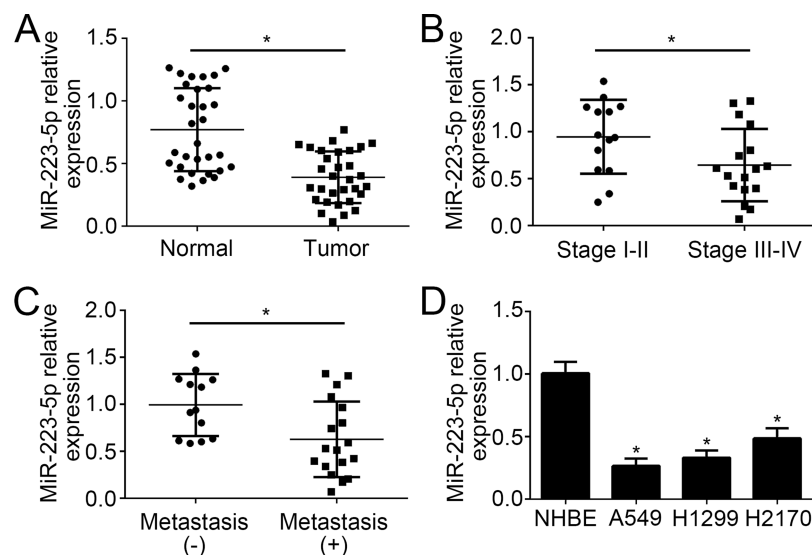 A
MiR-223-5p relative
expression
1.5
1.0
0.5
0.0
*
Normal
Tumor
B
MiR-223-5p relative
expression
2.0
1.5
1.0
0.5
0.0
*
Stage I-II
Stage III-IV
C
MiR-223-5p relative
expression
2.0
1.5
1.0
0.5
0.0
*
Metastasis
(-)
Metastasis
(+)
D
MiR-223-5p relative
expression
1.5
1.0
0.5
0.0
*
*
*
NHBE A549 H1299 H2170